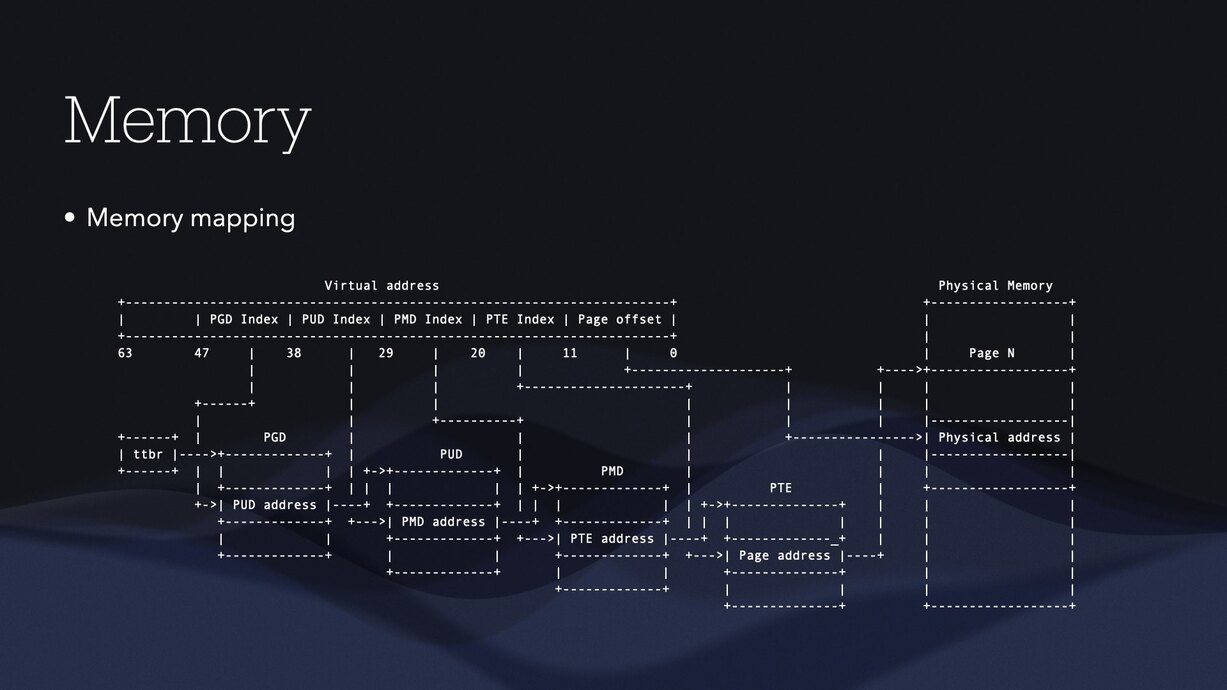 Memory
• Memory mapping
Virtual address
Physical Memory
| PGD Index | PUD Index | PMD Index | PTE Index | Page offset |
63 47 38 29 20 11 0
Page N
PGD
Physical address
ttbr
PUD
PMD
PTE
PUD address
PMD address
PTE address
Page address